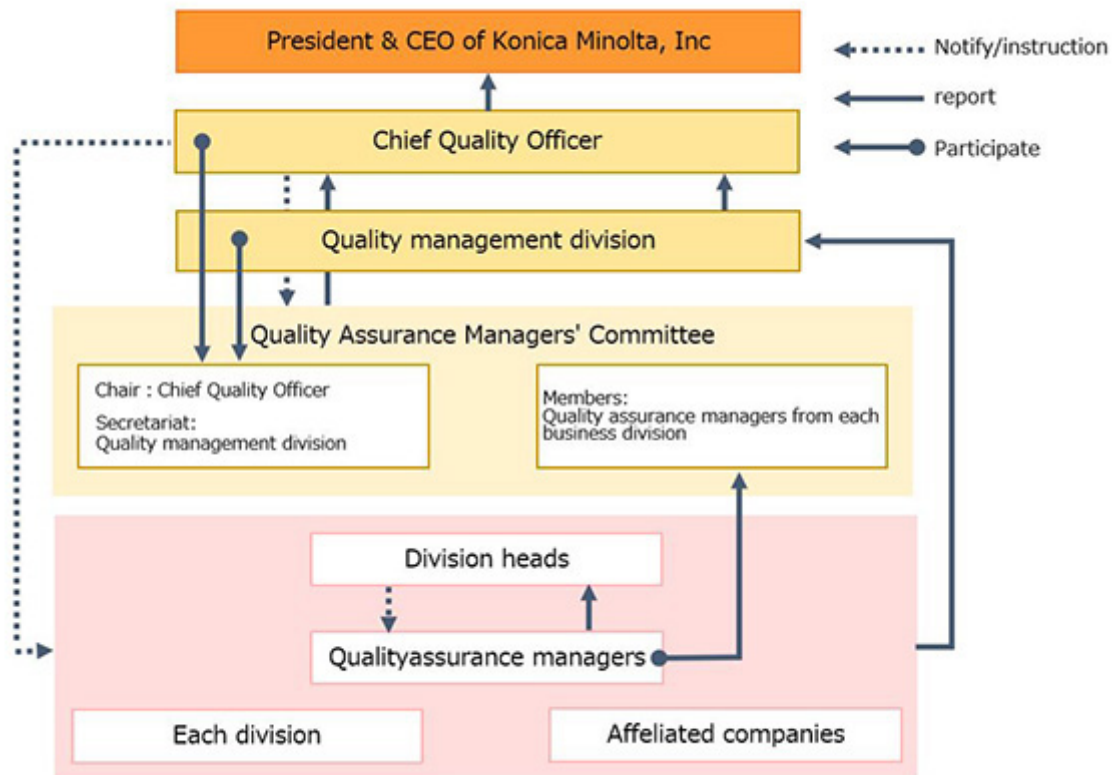 President & CEO of Konica Minolta, Inc
Notify/instruction
report
Chief Quality Officer
Participate
Quality management division
Quality Assurance Managers' Committee
Chair : Chief Quality Officer
Secretariat:
Quality management division
Members:
Quality assurance managers from each
business division
Division heads
Qualityassurance managers
Each division
Affeliated companies